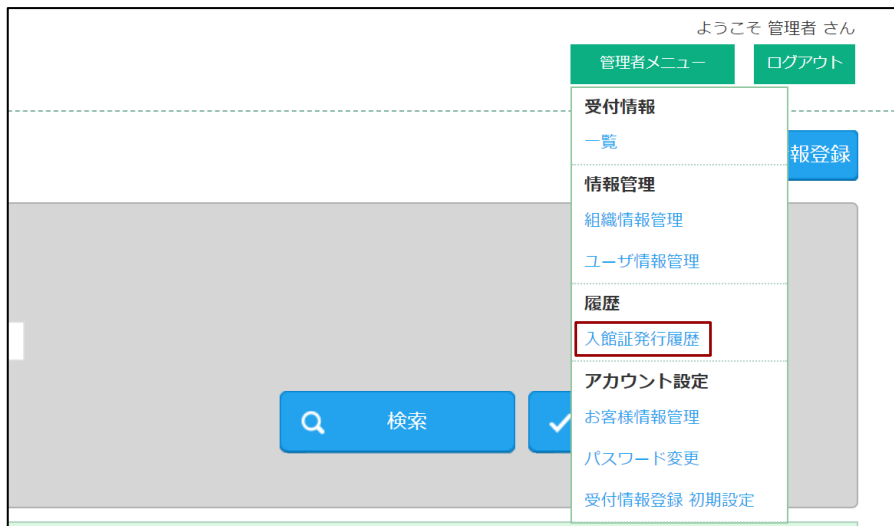 ようこそ 管理者 さん
管理者メニュー
ログアウト
受付情報
一覧
報登録
情報管理
組織情報管理
ユーザ情報管理
履歴
入館証発行履歴
アカウント設定
検索
お客様情報管理
パスワード変更
受付情報登録 初期設定